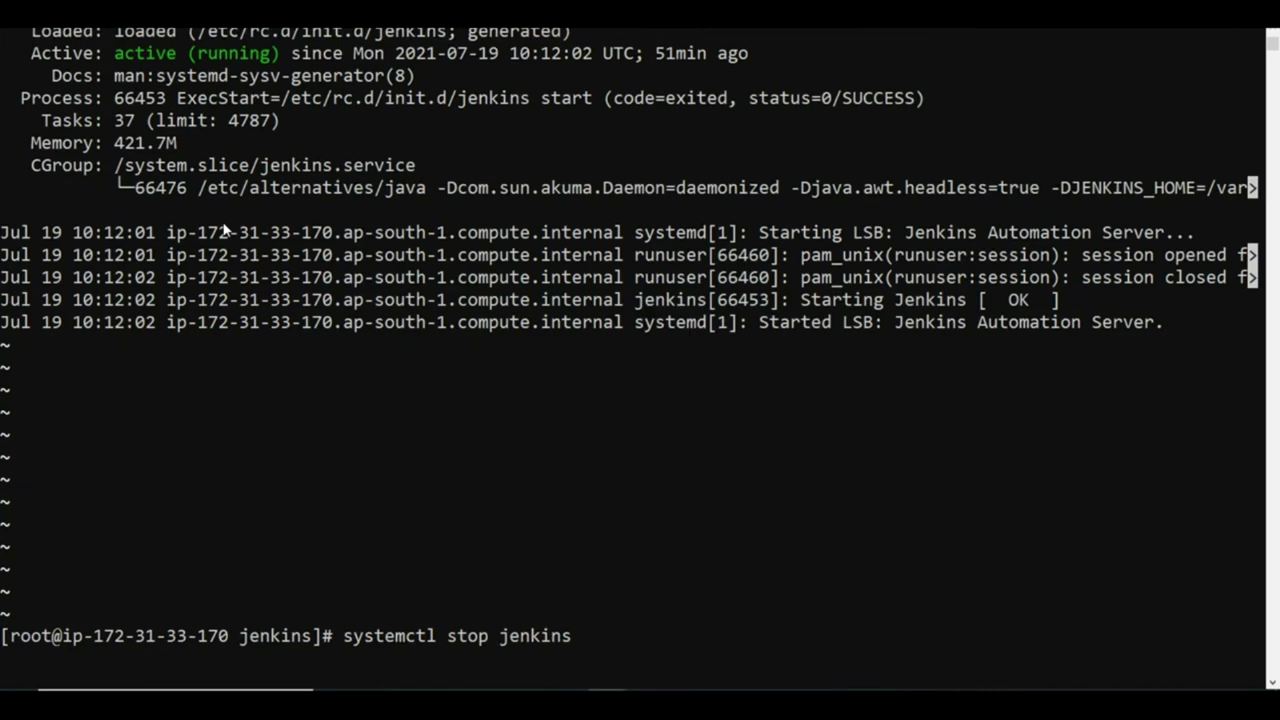 Loaded: loaded (/etc/rc.d/init.d/jenkins; generated)
Active: active (running) since Mon 2021-07-19 10:12:02 UTC; 51min ago
Docs: man:systemd-sysv-generator(8)
Process: 66453 ExecStart=/etc/rc.d/init.d/jenkins start (code=exited, status=0/SUCCESS)
Tasks: 37 (limit: 4787)
Memory: 421.7M
CGroup: /system.slice/jenkins.service
└─66476 /etc/alternatives/java -Dcom.sun.akuma.Daemon=daemonized -Djava.awt.headless=true -DJENKINS_HOME=/var>
Jul 19 10:12:01 ip-172-31-33-170.ap-south-1.compute.internal systemd[1]: Starting LSB: Jenkins Automation Server...
Jul 19 10:12:01 ip-172-31-33-170.ap-south-1.compute.internal runuser[66460]: pam_unix(runuser:session): session opened f>
Jul 19 10:12:02 ip-172-31-33-170.ap-south-1.compute.internal runuser[66460]: pam_unix(runuser:session): session closed f>
Jul 19 10:12:02 ip-172-31-33-170.ap-south-1.compute.internal jenkins[66453]: Starting Jenkins [  OK  ]
Jul 19 10:12:02 ip-172-31-33-170.ap-south-1.compute.internal systemd[1]: Started LSB: Jenkins Automation Server.
~
~
~
~
~
~
~
~
~
~
~
~
~
[root@ip-172-31-33-170 jenkins]# systemctl stop jenkins